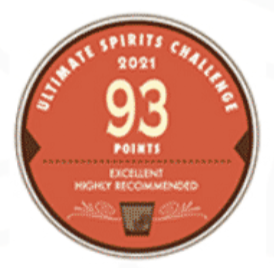 ULTIMATE SPIRITS CHALLENGE
2021
93
POINTS
EXCELLENT
HIGHLY RECOMMENDED